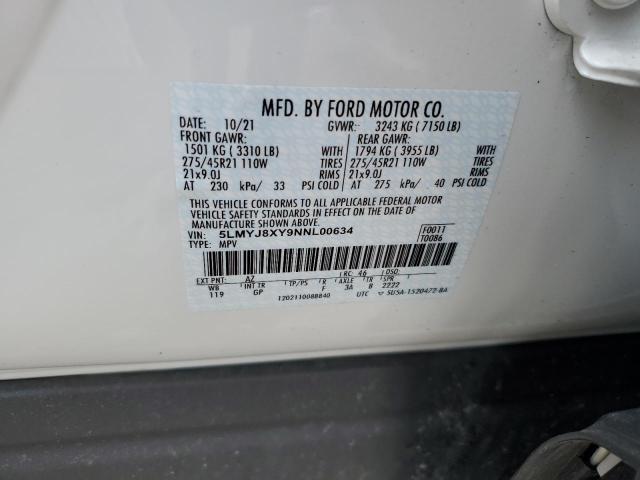 MFD. BY FORD MOTOR CO.
DATE: 10/21 GVWR: 3243 KG ( 7150 LB)
FRONT GAWR: REAR GAWR:
1501 KG ( 3310 LB) WITH 1794 KG ( 3955 LB) WITH
275/45R21 110W TIRES 275/45R21 110W TIRES
21x9.0J RIMS 21x9.0J RIMS
AT 230 kPa/ 33 PSI COLD AT 275 kPa/ 40 PSI COLD
THIS VEHICLE CONFORMS TO ALL APPLICABLE FEDERAL MOTOR
VEHICLE SAFETY STANDARDS IN EFFECT ON THE DATE OF
MANUFACTURE SHOWN ABOVE.
VIN: 5LMYJ8XY9NNL00634 F0011
TYPE: MPV T0086
EXT PNT: AZ RC: 46 DSO:
WB INT TR TP/PS R AXLE TR SPR
119 GP F 3A B 2222
120211008B840 UTC 5U5A-1520472-BA